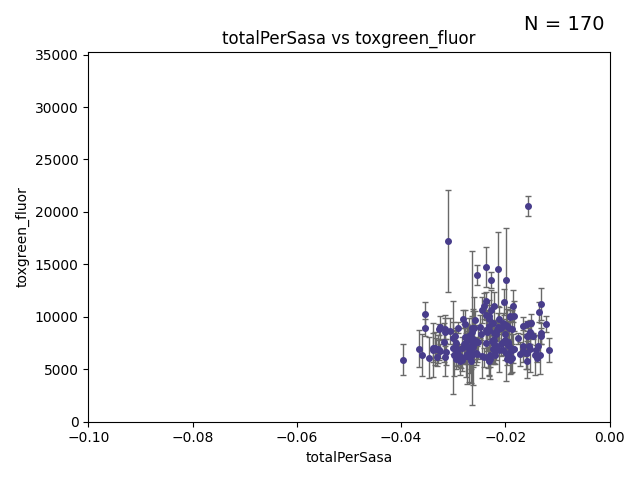 N = 170
totalPerSasa vs toxgreen_fluor
35000
30000
25000
20000
15000
10000
5000
0
toxgreen_fluor
−0.10 −0.08 −0.06 −0.04 −0.02 0.00
totalPerSasa